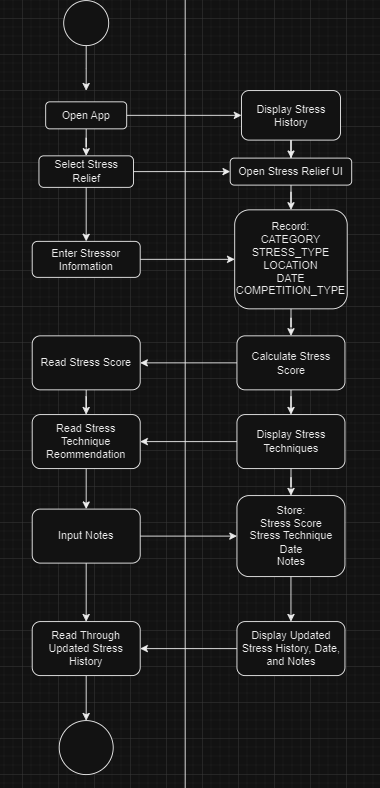 Open App
Display Stress
History
Select Stress
Relief
Open Stress Relief UI
Enter Stressor
Information
Record:
CATEGORY
STRESS_TYPE
LOCATION
DATE
COMPETITION_TYPE
Read Stress Score
Calculate Stress
Score
Read Stress
Technique
Reommendation
Display Stress
Techniques
Input Notes
Store:
Stress Score
Stress Technique
Date
Notes
Read Through
Updated Stress
History
Display Updated
Stress History, Date,
and Notes